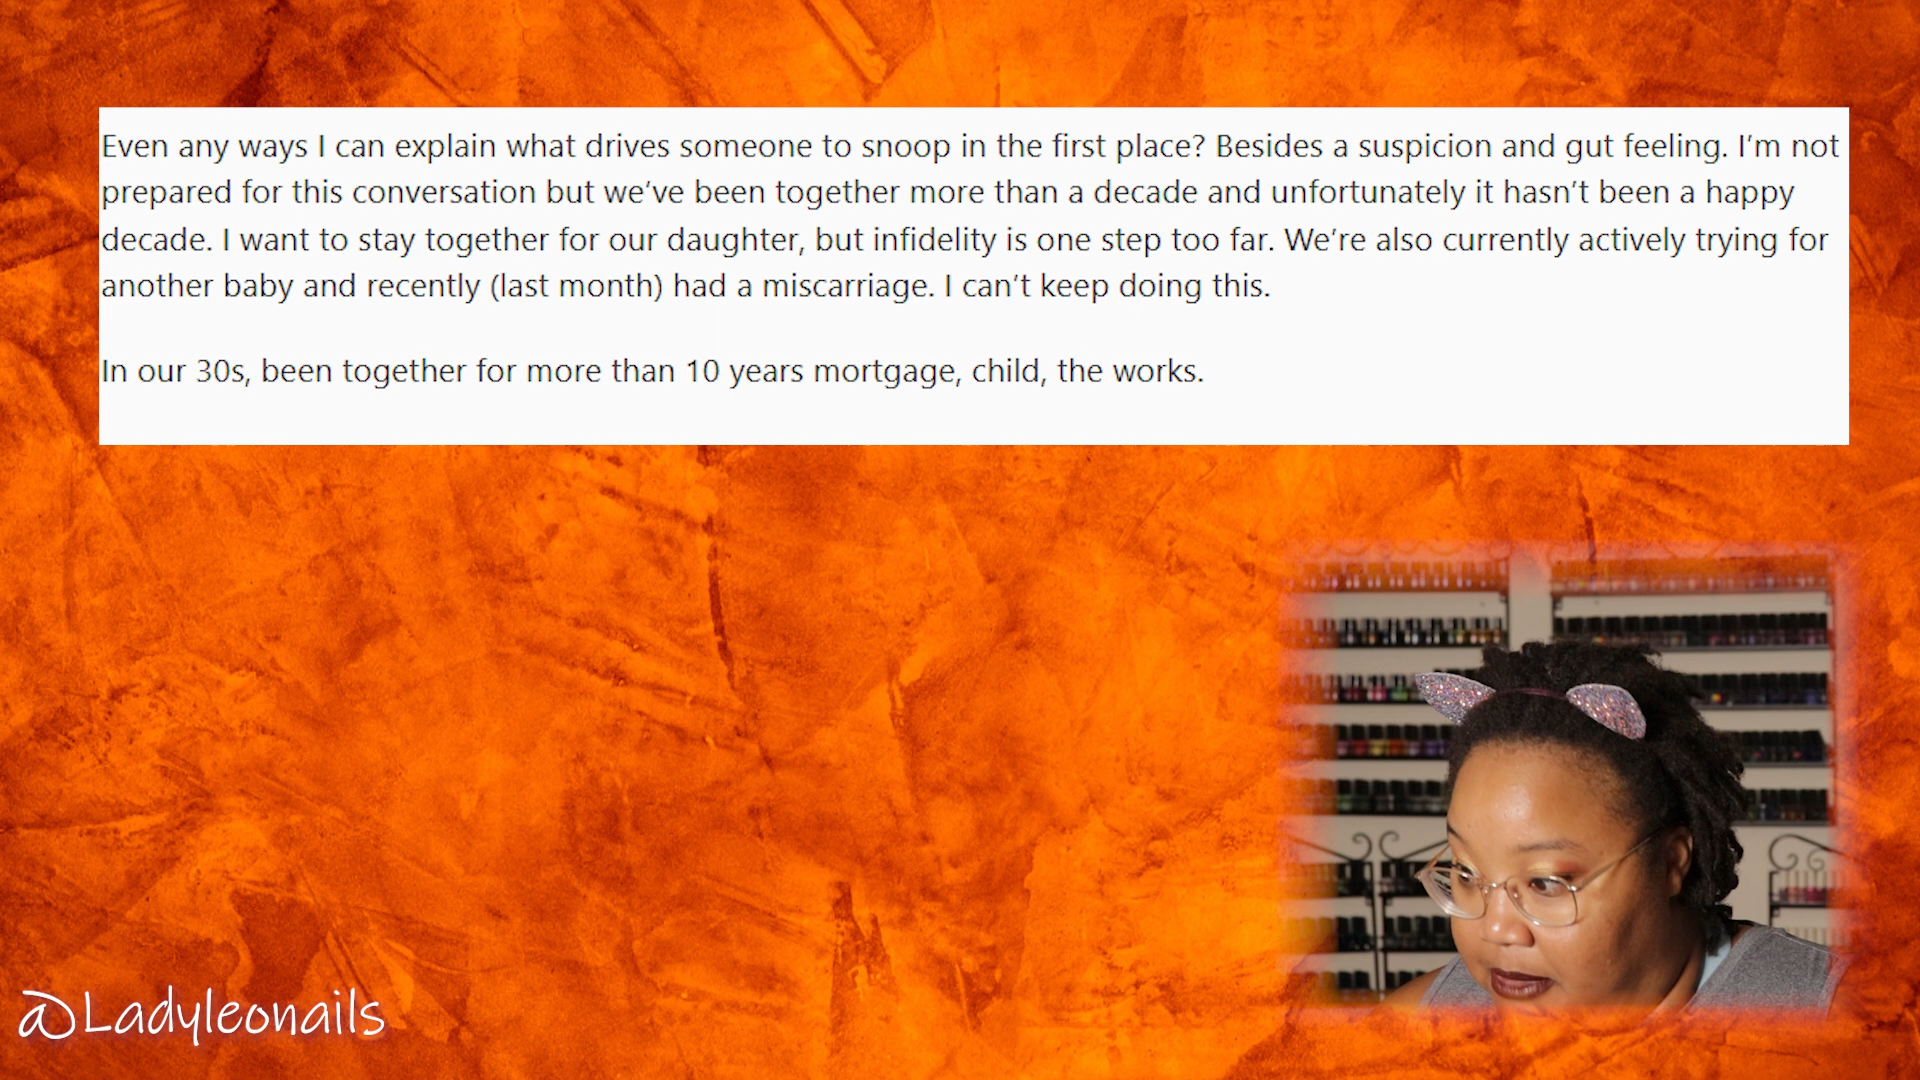 Even any ways I can explain what drives someone to snoop in the first place? Besides a suspicion and gut feeling. I’m not
prepared for this conversation but we’ve been together more than a decade and unfortunately it hasn’t been a happy
decade. I want to stay together for our daughter, but infidelity is one step too far. We’re also currently actively trying for
another baby and recently (last month) had a miscarriage. I can’t keep doing this.
In our 30s, been together for more than 10 years mortgage, child, the works.
@Ladyleonails